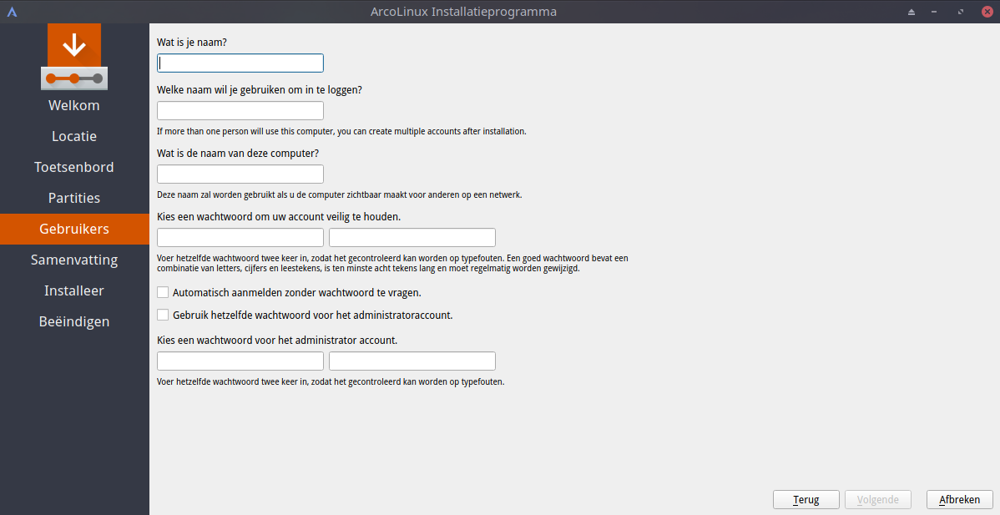 ArcoLinux Installatieprogramma
Welkom
Locatie
Toetsenbord
Partities
Gebruikers
Samenvatting
Installeer
Beëindigen
Wat is je naam?
Welke naam wil je gebruiken om in te loggen?
If more than one person will use this computer, you can create multiple accounts after installation.
Wat is de naam van deze computer?
Deze naam zal worden gebruikt als u de computer zichtbaar maakt voor anderen op een netwerk.
Kies een wachtwoord om uw account veilig te houden.
Voer hetzelfde wachtwoord twee keer in, zodat het gecontroleerd kan worden op typefouten. Een goed wachtwoord bevat een
combinatie van letters, cijfers en leestekens, is ten minste acht tekens lang en moet regelmatig worden gewijzigd.
Automatisch aanmelden zonder wachtwoord te vragen.
Gebruik hetzelfde wachtwoord voor het administratoraccount.
Kies een wachtwoord voor het administrator account.
Voer hetzelfde wachtwoord twee keer in, zodat het gecontroleerd kan worden op typefouten.
Terug
Volgende
Afbreken